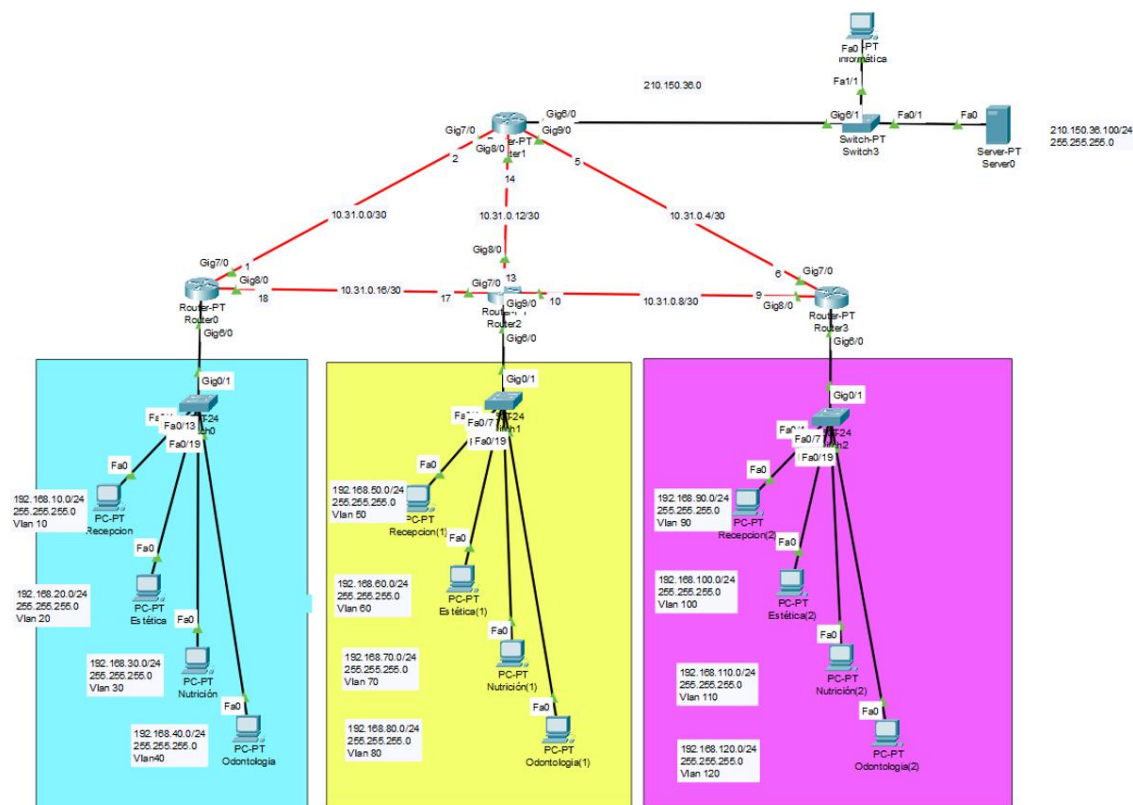 Fa0
-PT
nformática
Fa1/1
210.150.36.0
Gig6/0
Gig9/0
Gig7/0
Gig8/0
2
5
14
Gig6/1
Fa0/1
Fa0
Switch-PT
Switch3
Server-PT
Server0
210.150.36.100/24
255.255.255.0
10.31.0.0/30
10.31.0.12/30
10.31.0.4/30
Gig8/0
Gig7/0
1
Gig8/0
18
10.31.0.16/30
Gig7/0
17
13
Gig9/0
10
10.31.0.8/30
6
Gig7/0
9
Gig8/0
Router-PT
Router0
Gig6/0
Router2
Gig6/0
Router-PT
Router3
Gig6/0
Gig0/1
Fa0/13
Fa0/19
Fa0
192.168.10.0/24
255.255.255.0
Vlan 10
PC-PT
Recepcion
Fa0
192.168.20.0/24
255.255.255.0
Vlan 20
PC-PT
Estética
Fa0
192.168.30.0/24
255.255.255.0
Vlan 30
PC-PT
Nutrición
Fa0
192.168.40.0/24
255.255.255.0
Vlan40
PC-PT
Odontologia
Gig0/1
Fa0/7
Fa0/19
Fa0
192.168.50.0/24
255.255.255.0
Vlan 50
PC-PT
Recepcion(1)
Fa0
192.168.60.0/24
255.255.255.0
Vlan 60
PC-PT
Estética(1)
Fa0
192.168.70.0/24
255.255.255.0
Vlan 70
PC-PT
Nutrición(1)
Fa0
192.168.80.0/24
255.255.255.0
Vlan 80
PC-PT
Odontologia(1)
Gig0/1
Fa0/7
Fa0/19
Fa0
192.168.90.0/24
255.255.255.0
Vlan 90
PC-PT
Recepcion(2)
Fa0
192.168.100.0/24
255.255.255.0
Vlan 100
PC-PT
Estética(2)
Fa0
192.168.110.0/24
255.255.255.0
Vlan 110
PC-PT
Nutrición(2)
Fa0
192.168.120.0/24
255.255.255.0
Vlan 120
PC-PT
Odontologia(2)